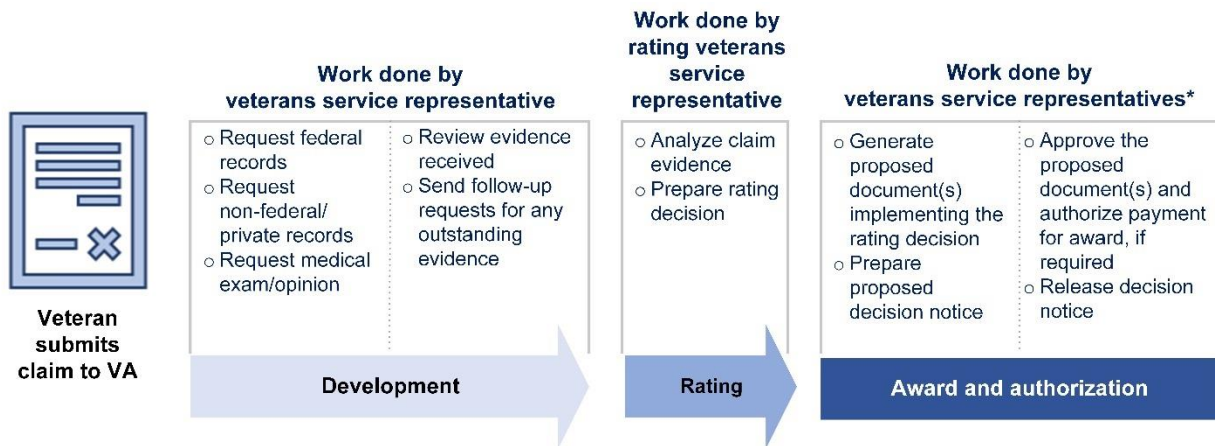 Veteran
submits
claim to VA
Work done by
veterans service representative
○ Request federal
records
○ Request
non-federal/
private records
○ Request medical
exam/opinion
○ Review evidence
received
○ Send follow-up
requests for any
outstanding
evidence
Development
Work done by
rating veterans
service
representative
○ Analyze claim
evidence
○ Prepare rating
decision
Rating
Work done by
veterans service representatives*
○ Generate
proposed
document(s)
implementing the
rating decision
○ Prepare
proposed
decision notice
○ Approve the
proposed
document(s) and
authorize payment
for award, if
required
○ Release decision
notice
Award and authorization